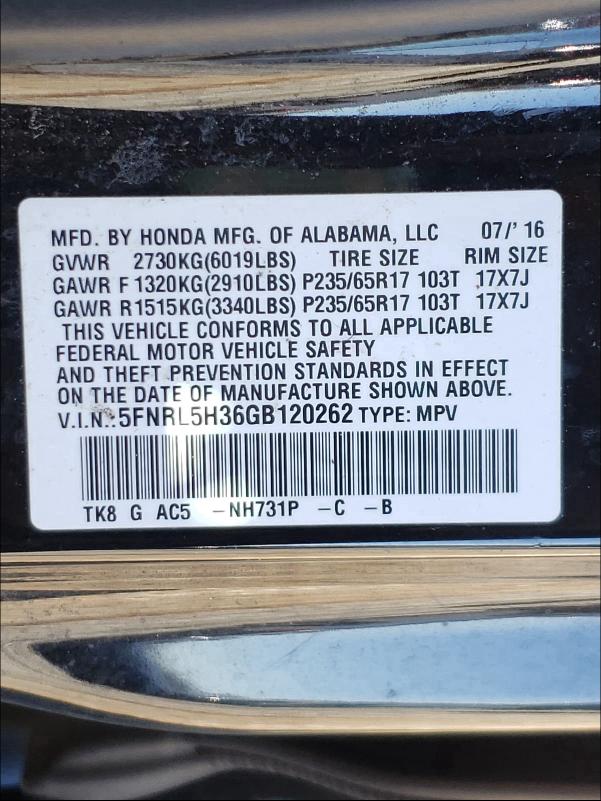 MFD. BY HONDA MFG. OF ALABAMA, LLC 07/'16
GVWR 2730KG(6019LBS) TIRE SIZE RIM SIZE
GAWR F 1320KG(2910LBS) P235/65R17 103T 17X7J
GAWR R1515KG(3340LBS) P235/65R17 103T 17X7J
THIS VEHICLE CONFORMS TO ALL APPLICABLE
FEDERAL MOTOR VEHICLE SAFETY
AND THEFT PREVENTION STANDARDS IN EFFECT
ON THE DATE OF MANUFACTURE SHOWN ABOVE.
V.I.N.:5FNRL5H36GB120262 TYPE: MPV
TK8 G AC5 -NH731P -C -B